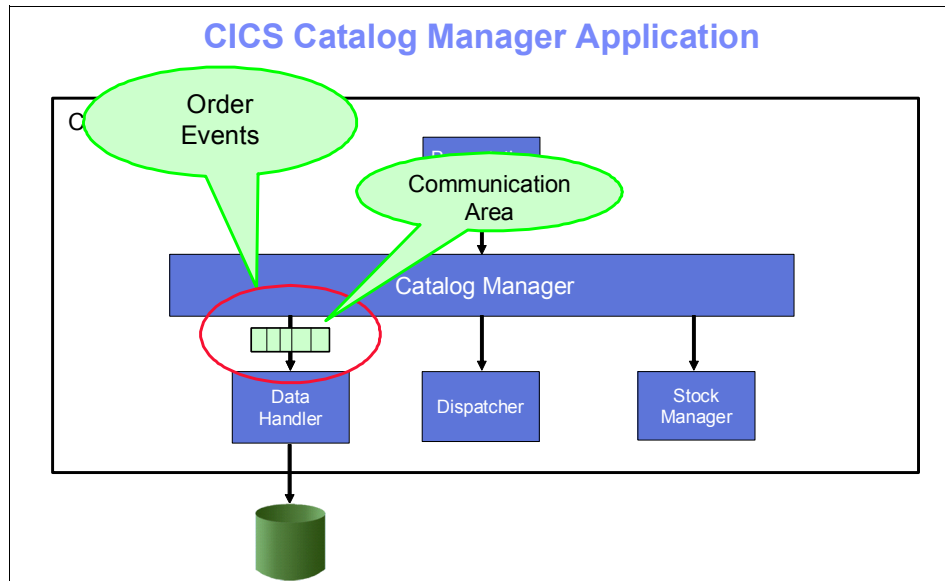 CICS Catalog Manager Application
Order
Events
C
Communication
Area
Catalog Manager
Data
Handler
Dispatcher
Stock
Manager